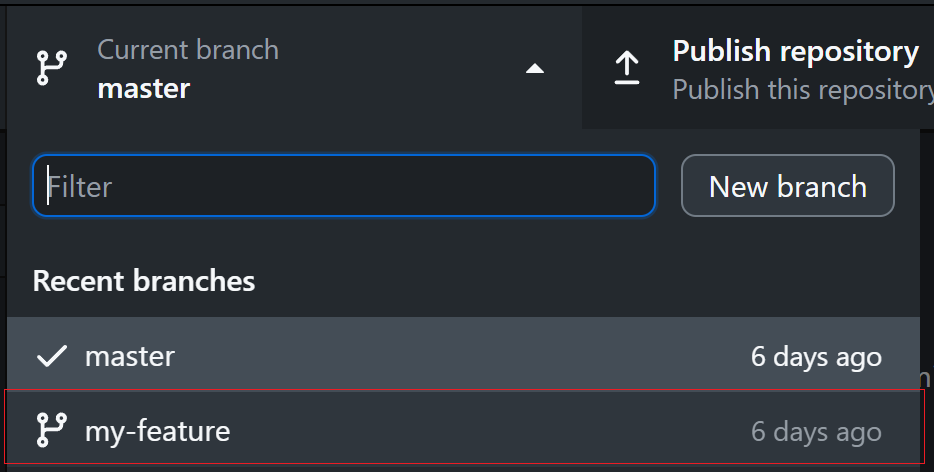 Current branch
master
Publish repository
Publish this repository
Filter
New branch
Recent branches
master
6 days ago
my-feature
6 days ago